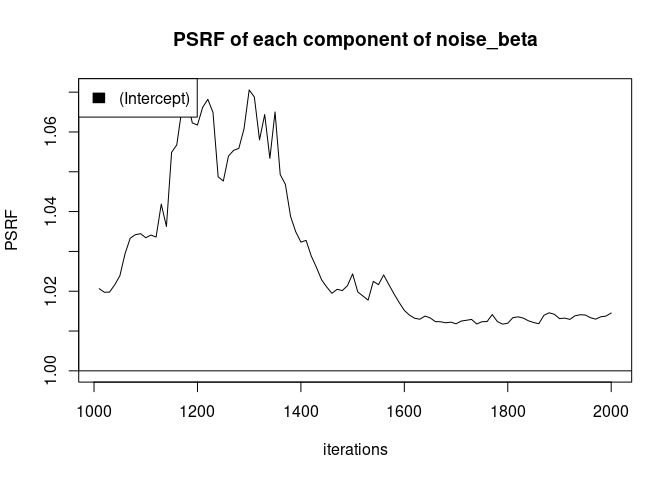 PSRF of each component of noise_beta
(Intercept)
PSRF
1.06
1.04
1.02
1.00
1000 1200 1400 1600 1800 2000
iterations